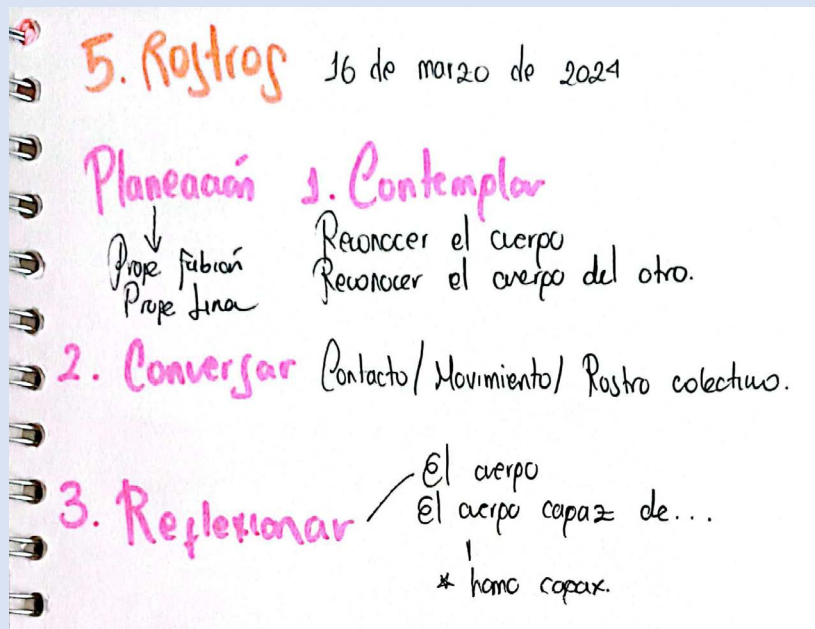 5. Rostros 16 de marzo de 2024
Planeación 1. Contemplar
Profe Fabián
Profe Lina
Reconocer el cuerpo
Reconocer el cuerpo del otro.
2. Conversar Contacto/ Movimiento/ Rostro colectivo.
3. Reflexionar
El cuerpo
El cuerpo capaz de...
* homo capax.